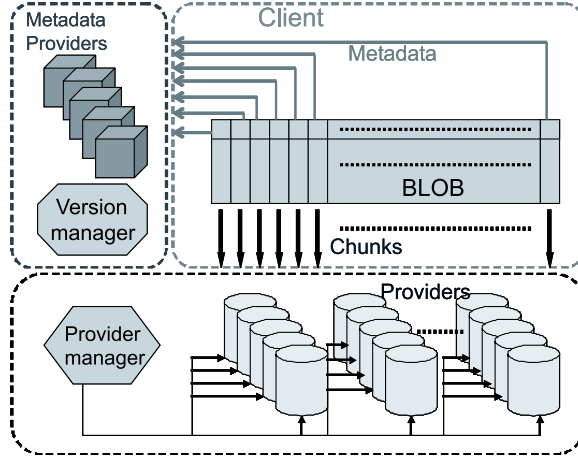 Metadata
Providers
Client
Metadata
BLOB
Version
manager
Chunks
Providers
Provider
manager